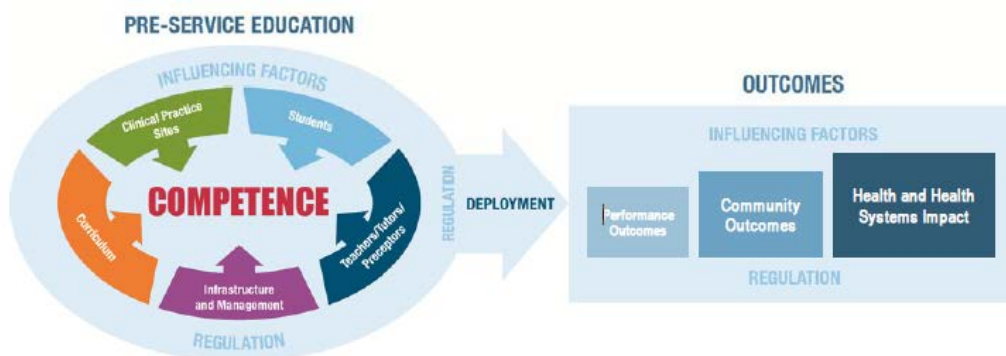 PRE-SERVICE EDUCATION
INFLUENCING FACTORS
Clinical Practice
Sites
Students
Curriculum
COMPETENCE
Teachers/Tutors/
Preceptors
Infrastructure
and Management
REGULATION
REGULATION
DEPLOYMENT
OUTCOMES
INFLUENCING FACTORS
Performance
Outcomes
Community
Outcomes
Health and Health
Systems Impact
REGULATION